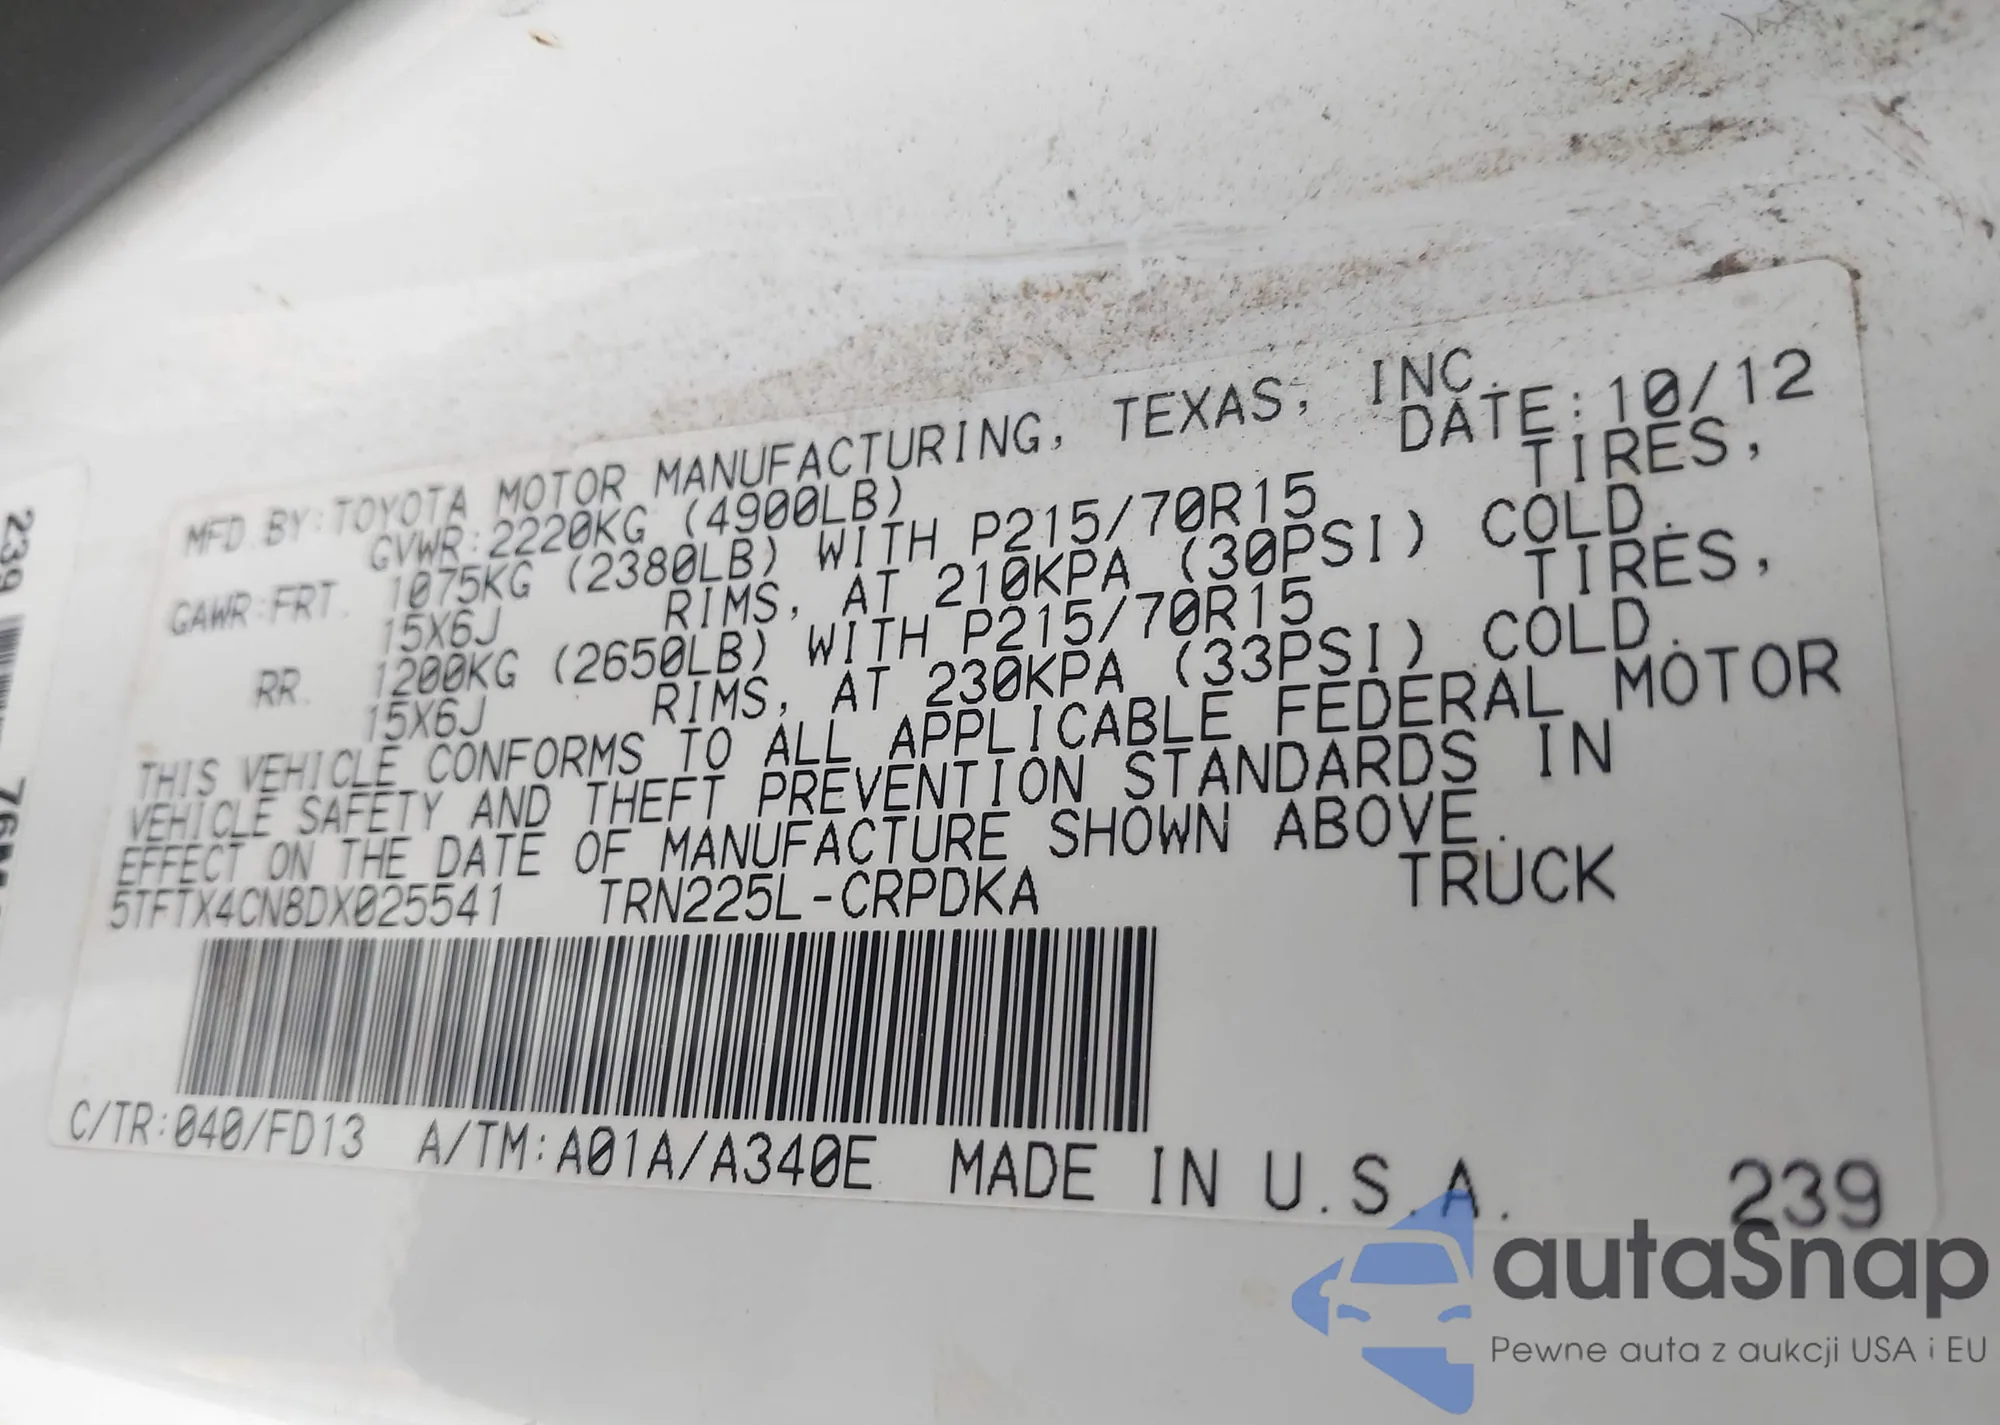 MFD. BY:TOYOTA MOTOR MANUFACTURING, TEXAS, INC.
GVWR:2220KG (4900LB) DATE:10/12
GAWR:FRT. 1075KG (2380LB) WITH P215/70R15 TIRES,
15X6J RIMS, AT 210KPA (30PSI) COLD.
RR. 1200KG (2650LB) WITH P215/70R15 TIRES,
15X6J RIMS, AT 230KPA (33PSI) COLD.
THIS VEHICLE CONFORMS TO ALL APPLICABLE FEDERAL MOTOR
VEHICLE SAFETY AND THEFT PREVENTION STANDARDS IN
EFFECT ON THE DATE OF MANUFACTURE SHOWN ABOVE.
5TFTX4CN8DX025541 TRN225L-CRPDKA TRUCK
C/TR:040/FD13 A/TM:A01A/A340E MADE IN U.S.A. 239
239
autaSnap
Pewne auta z aukcji USA i EU